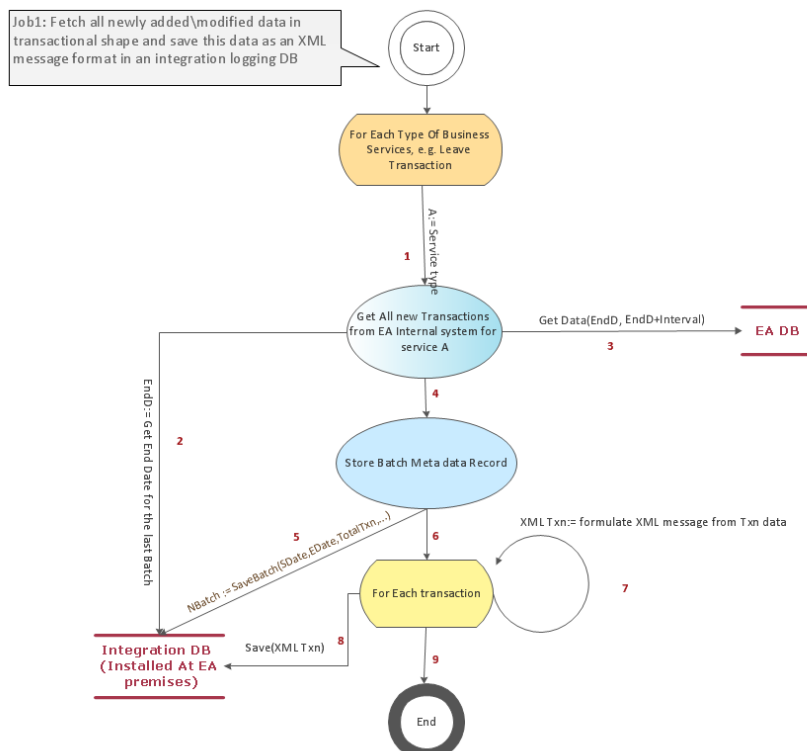 Job1: Fetch all newly added\modified data in
transactional shape and save this data as an XML
message format in an integration logging DB
Start
For Each Type Of Business
Services, e.g. Leave
Transaction
A:= Service type
1
Get All new Transactions
from EA Internal system for
service A
Get Data(EndD, EndD+Interval)
3
EA DB
EndD:= Get End Date for the last Batch
2
4
Store Batch Meta data Record
NBatch := SaveBatch(SDate,EDate,TotalTxn,...)
5
6
XML Txn:= formulate XML message from Txn data
7
For Each transaction
8
Save(XML Txn)
Integration DB
(Installed At EA
premises)
9
End